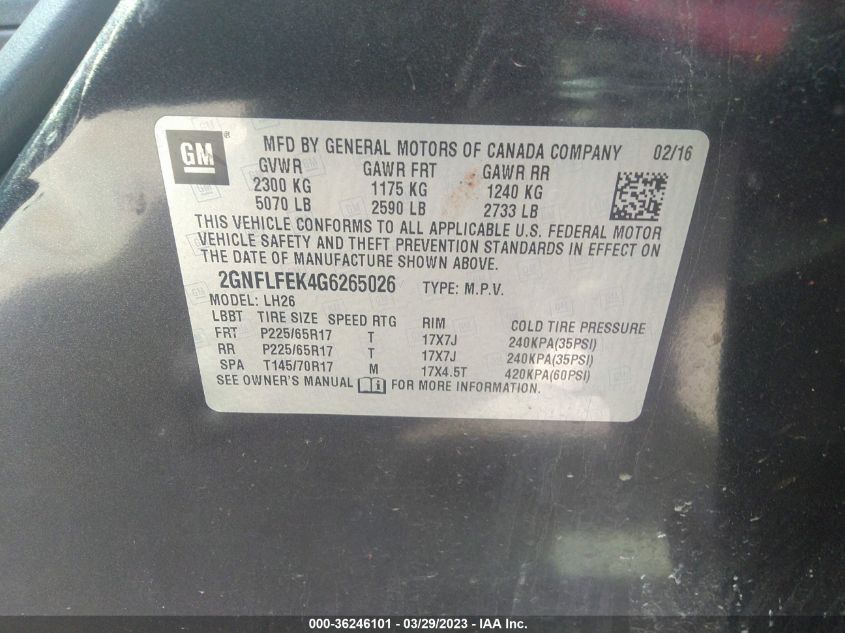 GM ® MFD BY GENERAL MOTORS OF CANADA COMPANY 02/16
GVWR GAWR FRT GAWR RR
2300 KG 1175 KG 1240 KG
5070 LB 2590 LB 2733 LB
THIS VEHICLE CONFORMS TO ALL APPLICABLE U.S. FEDERAL MOTOR
VEHICLE SAFETY AND THEFT PREVENTION STANDARDS IN EFFECT ON
THE DATE OF MANUFACTURE SHOWN ABOVE.
2GNFLFEK4G6265026 TYPE: M.P.V.
MODEL: LH26
LBBT TIRE SIZE SPEED RTG RIM COLD TIRE PRESSURE
FRT P225/65R17 T 17X7J 240KPA(35PSI)
RR P225/65R17 T 17X7J 240KPA(35PSI)
SPA T145/70R17 M 17X4.5T 420KPA(60PSI)
SEE OWNER'S MANUAL FOR MORE INFORMATION.
000-36246101 - 03/29/2023 - IAA Inc.